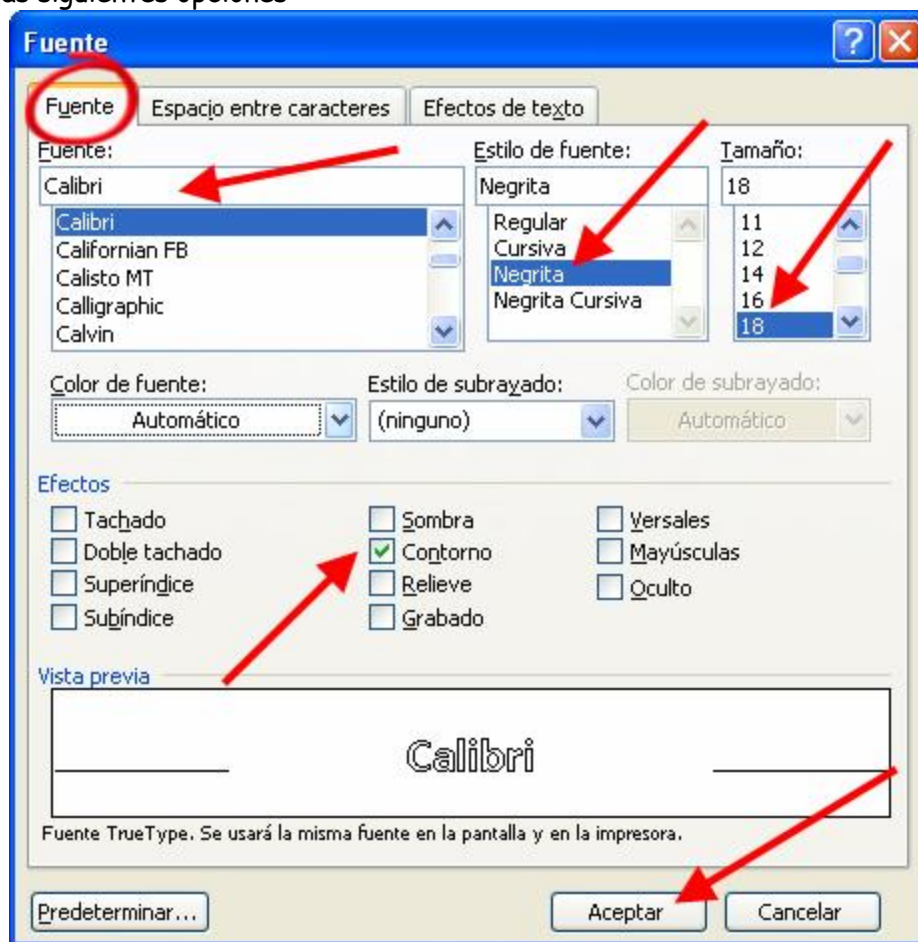 as siguientes opciones
Fuente
Fuente Espacio entre caracteres Efectos de texto
Fuente: Estilo de fuente: Tamaño:
Calibri Negrita 18
Calibri Regular 11
Californian FB Cursiva 12
Calisto MT Negrita 14
Calligraphic Negrita Cursiva 16
Calvin 18
Color de fuente: Estilo de subrayado: Color de subrayado:
Automático (ninguno) Automático
Efectos
Tachado Sombra Versales
Doble tachado Contorno Mayúsculas
Superíndice Relieve Oculto
Subíndice Grabado
Vista previa
Calibri
Fuente TrueType. Se usará la misma fuente en la pantalla y en la impresora.
Predeterminar... Aceptar Cancelar